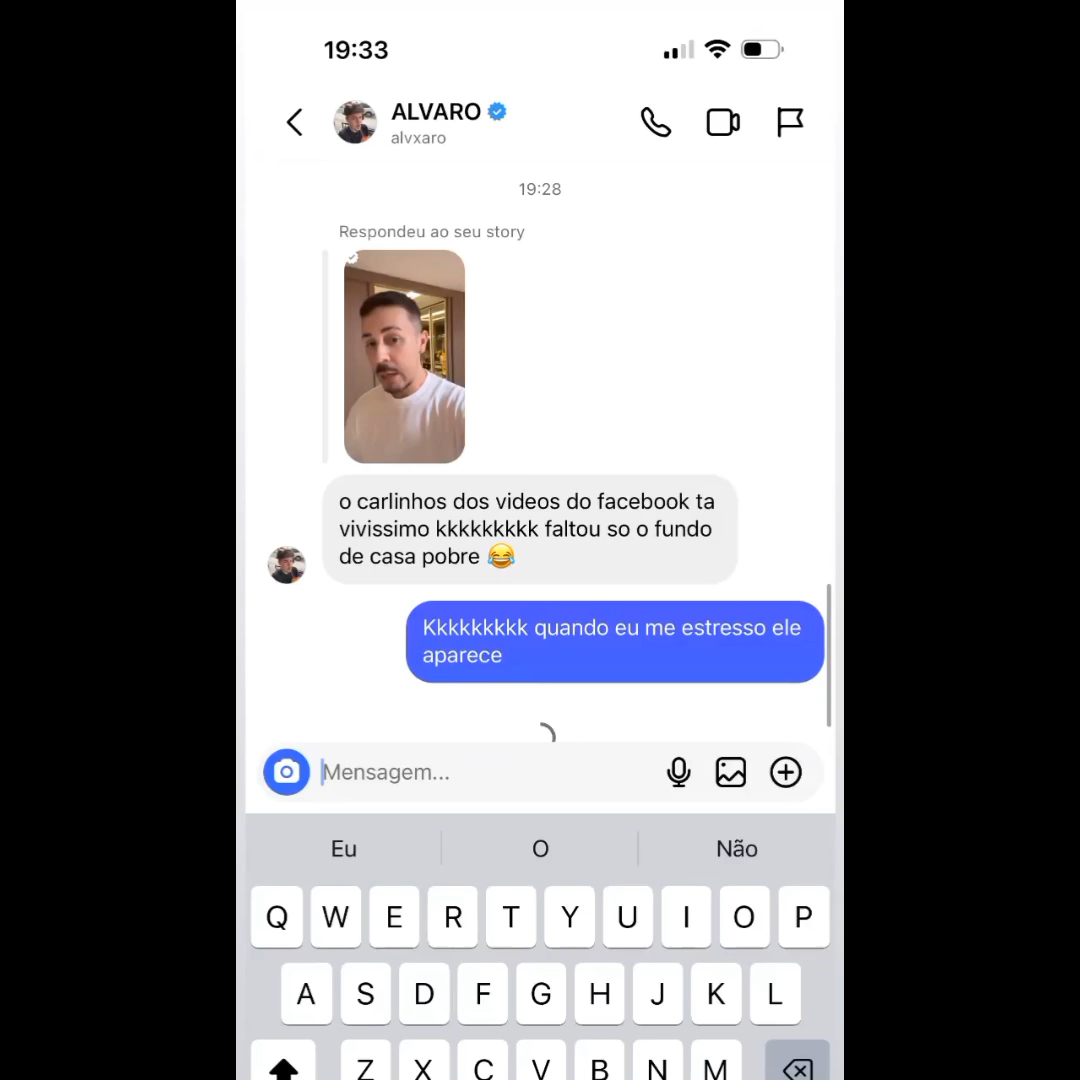 19:33
ALVARO
alvxaro
19:28
Respondeu ao seu story
o carlinhos dos videos do facebook ta
vivissimo kkkkkkkkk faltou so o fundo
de casa pobre 😂
Kkkkkkkkk quando eu me estresso ele
aparece
Mensagem...
Eu O Não
Q W E R T Y U I O P
A S D F G H J K L
Z X C V B N M